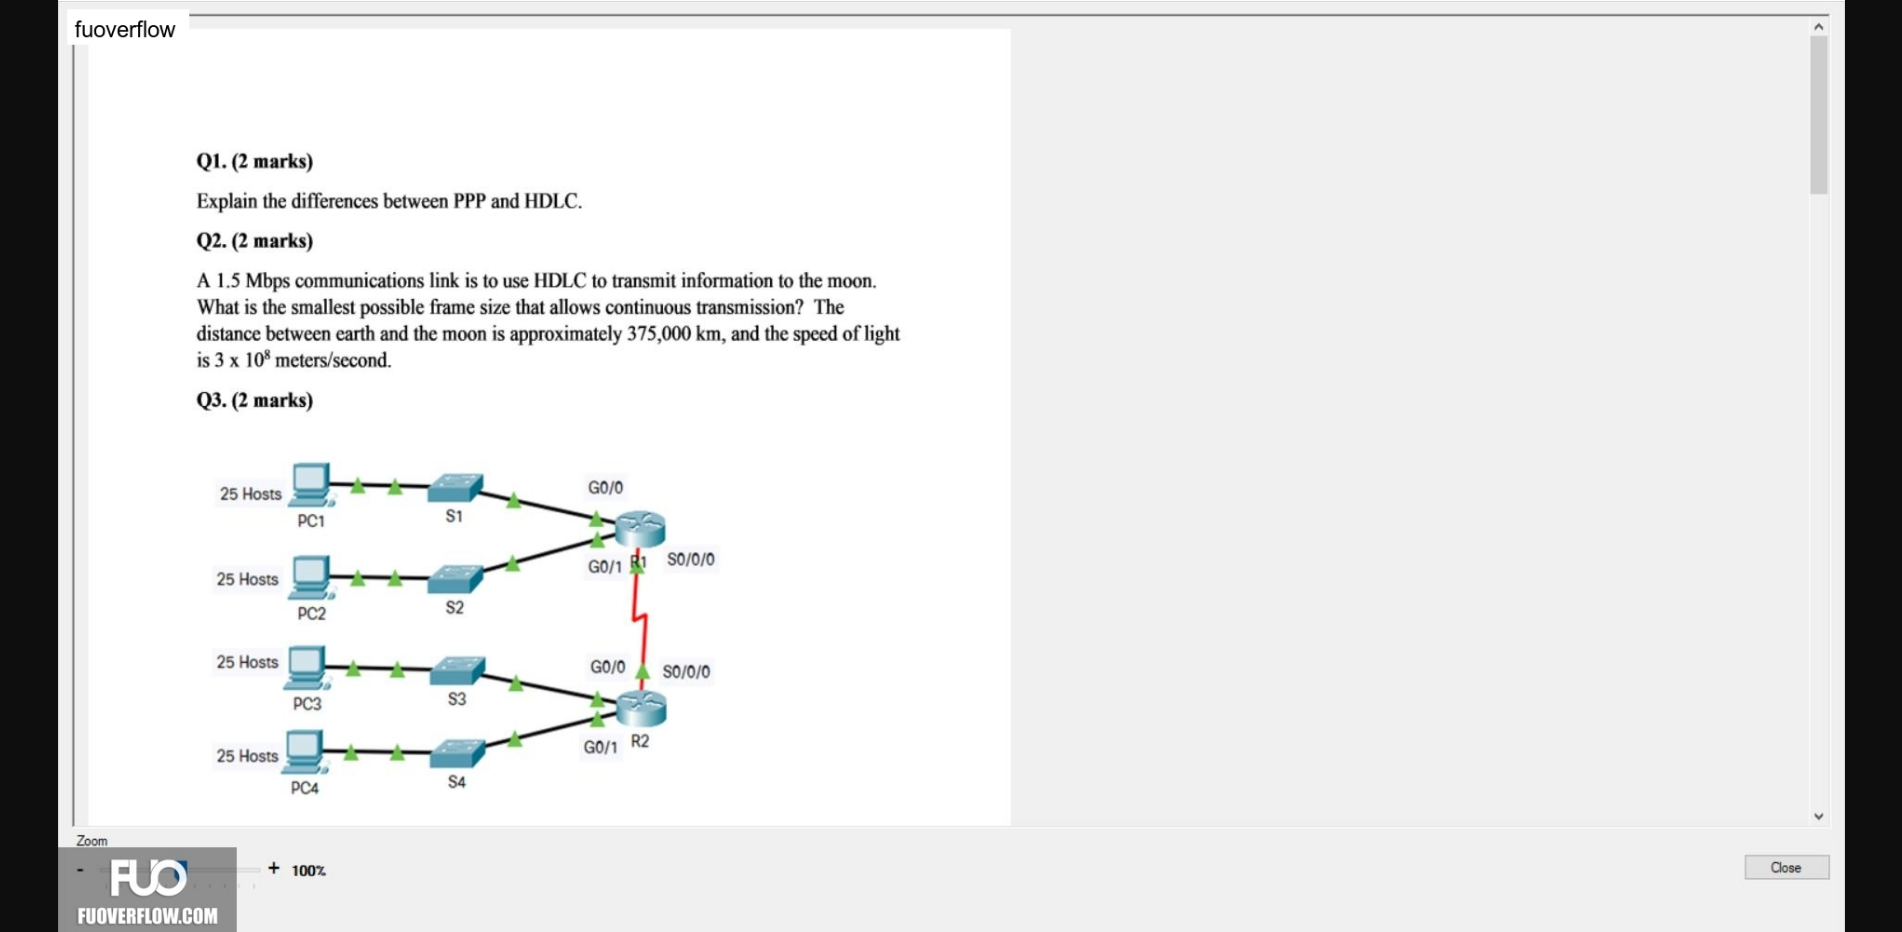 fuoverflow
Q1. (2 marks)
Explain the differences between PPP and HDLC.
Q2. (2 marks)
A 1.5 Mbps communications link is to use HDLC to transmit information to the moon.
What is the smallest possible frame size that allows continuous transmission? The
distance between earth and the moon is approximately 375,000 km, and the speed of light
is 3 x 10⁸ meters/second.
Q3. (2 marks)
25 Hosts
PC1
S1
G0/0
25 Hosts
PC2
S2
G0/1
R1
S0/0/0
25 Hosts
PC3
S3
G0/0
S0/0/0
25 Hosts
PC4
S4
G0/1
R2
Zoom
- + 100%
Close
FUO
FUOVERFLOW.COM